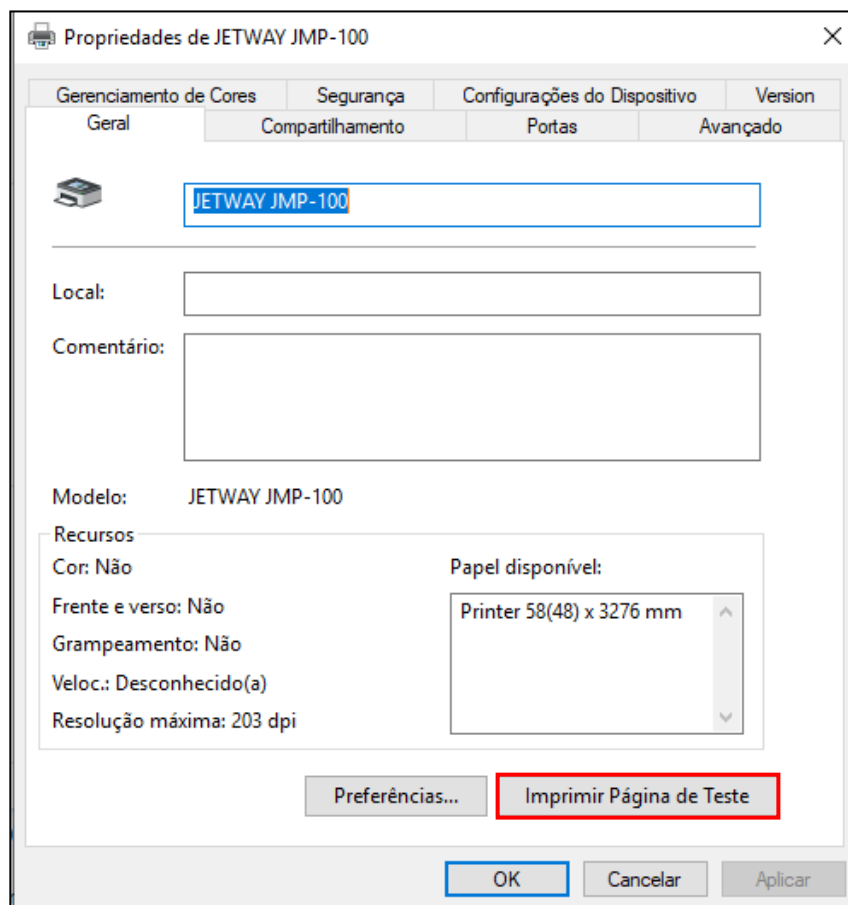 Propriedades de JETWAY JMP-100
Gerenciamento de Cores Segurança Configurações do Dispositivo Version
Geral Compartilhamento Portas Avançado
JETWAY JMP-100
Local:
Comentário:
Modelo: JETWAY JMP-100
Recursos
Cor: Não Papel disponível:
Frente e verso: Não Printer 58(48) x 3276 mm
Grampeamento: Não
Veloc.: Desconhecido(a)
Resolução máxima: 203 dpi
Preferências... Imprimir Página de Teste
OK Cancelar Aplicar